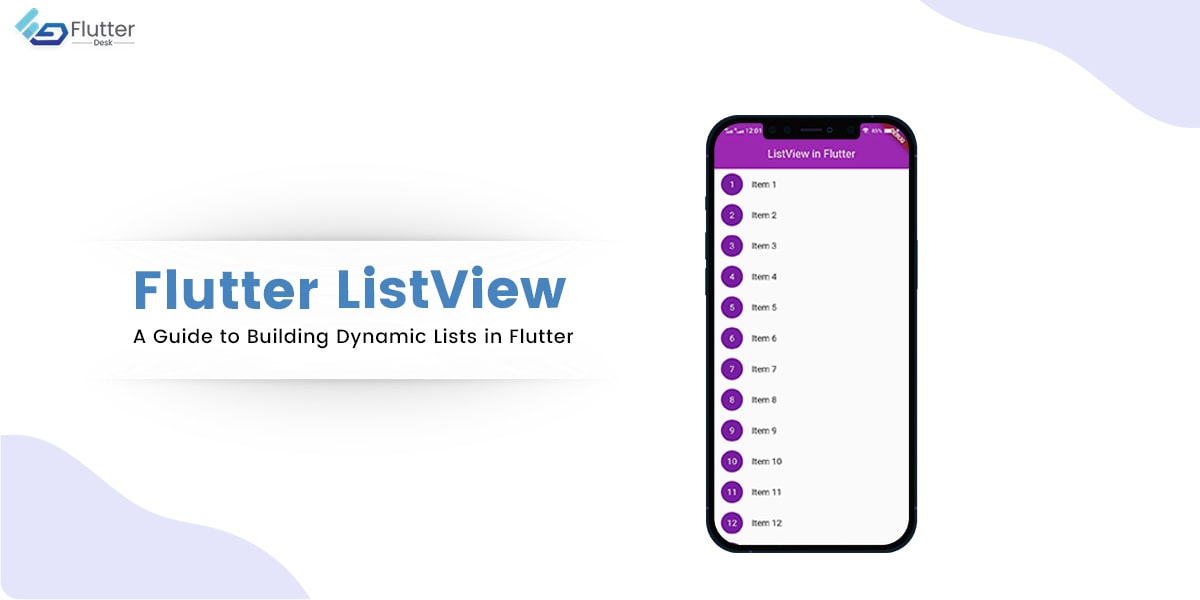 Flutter
Desk
Flutter ListView
A Guide to Building Dynamic Lists in Flutter
12:01
85%
ListView in Flutter
1 Item 1
2 Item 2
3 Item 3
4 Item 4
5 Item 5
6 Item 6
7 Item 7
8 Item 8
9 Item 9
10 Item 10
11 Item 11
12 Item 12